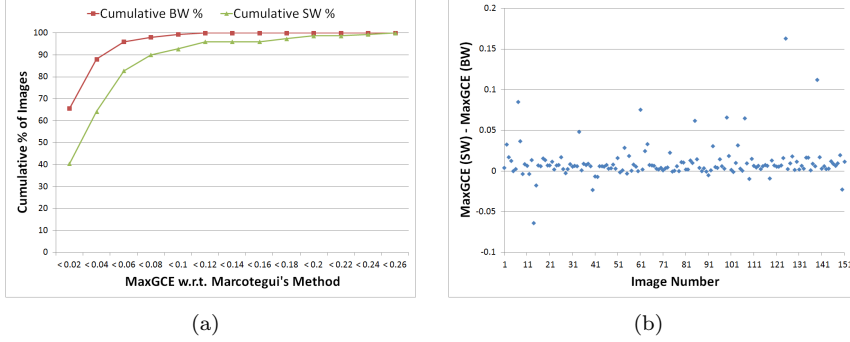 Cumulative BW % Cumulative SW %
Cumulative % of Images
100
90
80
70
60
50
40
30
20
10
0
< 0.02 < 0.04 < 0.06 < 0.08 < 0.1 < 0.12 < 0.14 < 0.16 < 0.18 < 0.2 < 0.22 < 0.24 < 0.26
MaxGCE w.r.t. Marcotegui's Method
(a)
MaxGCE (SW) - MaxGCE (BW)
0.2
0.15
0.1
0.05
0
-0.05
-0.1
1 11 21 31 41 51 61 71 81 91 101 111 121 131 141 151
Image Number
(b)